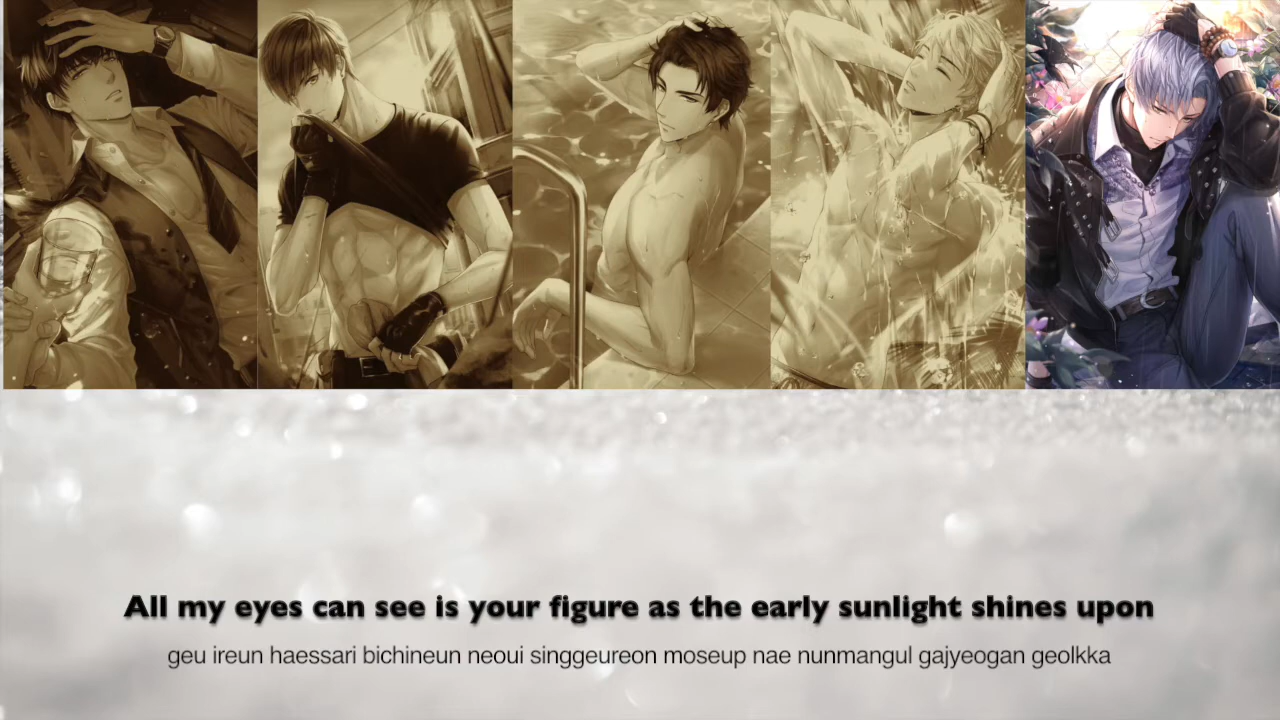 All my eyes can see is your figure as the early sunlight shines upon
geu ireun haessari bichineun neoui singgeureon moseup nae nunmangul gajyeogan geolkka